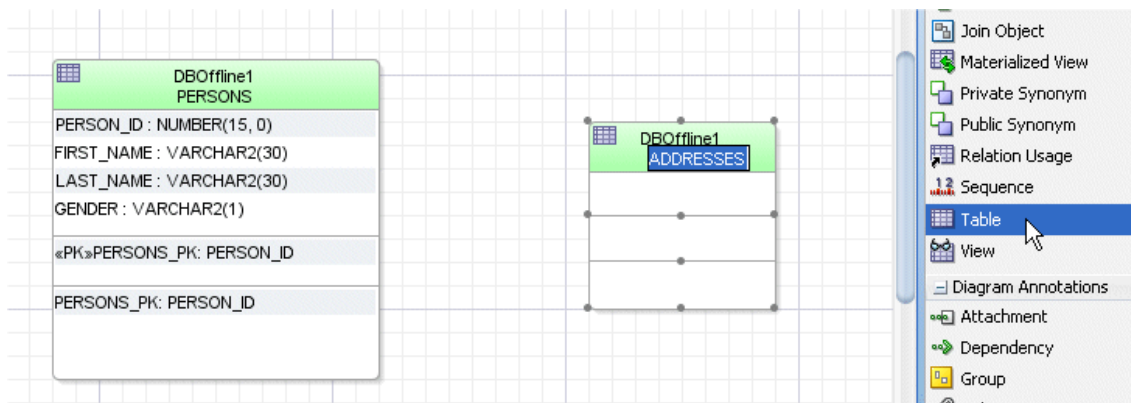 DBOffline1
PERSONS
PERSON_ID : NUMBER(15, 0)
FIRST_NAME : VARCHAR2(30)
LAST_NAME : VARCHAR2(30)
GENDER : VARCHAR2(1)
«PK»PERSONS_PK: PERSON_ID
PERSONS_PK: PERSON_ID
DBOffline1
ADDRESSES
Join Object
Materialized View
Private Synonym
Public Synonym
Relation Usage
12 Sequence
Table
View
Diagram Annotations
Attachment
Dependency
Group